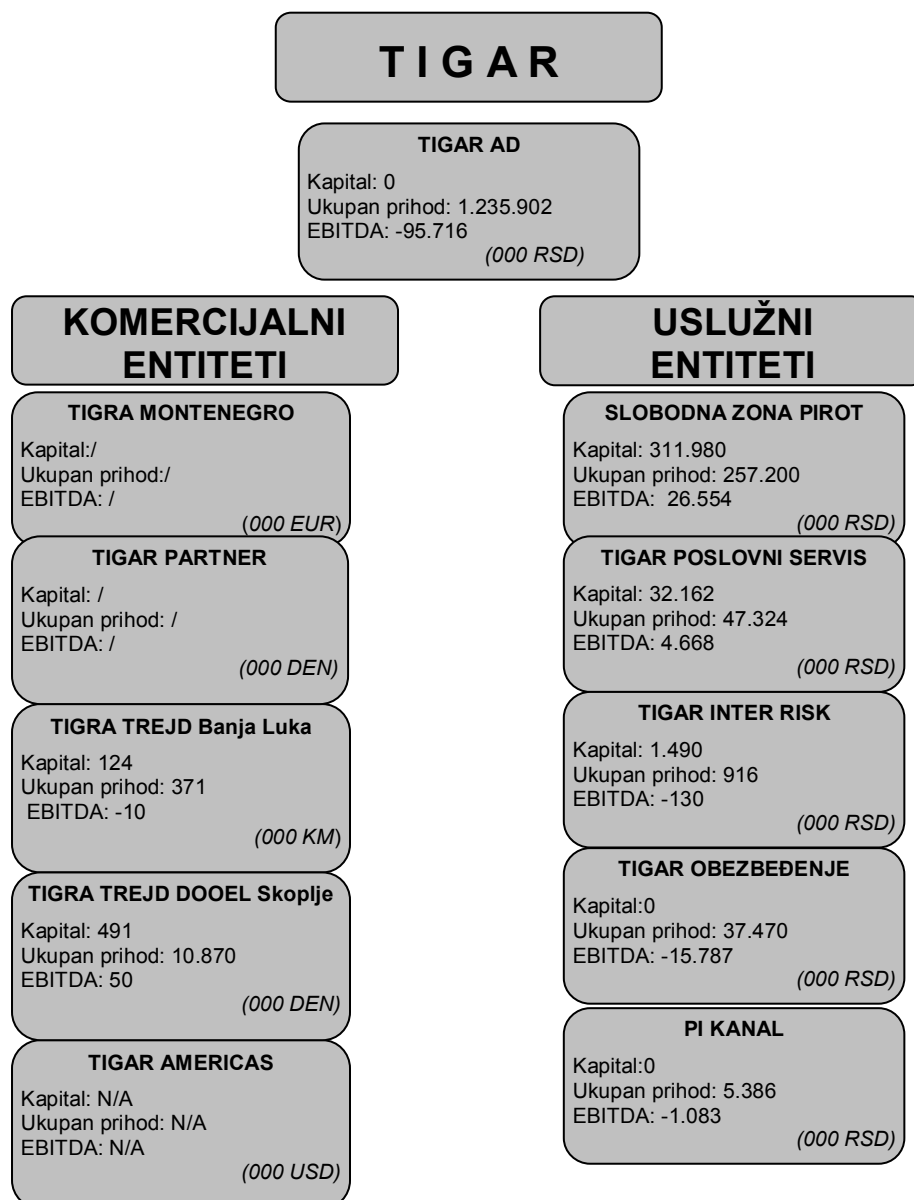 T I G A R
TIGAR AD
Kapital: 0
Ukupan prihod: 1.235.902
EBITDA: -95.716
(000 RSD)
KOMERCIJALNI
ENTITETI
TIGRA MONTENEGRO
Kapital:/
Ukupan prihod:/
EBITDA: /
(000 EUR)
TIGAR PARTNER
Kapital: /
Ukupan prihod: /
EBITDA: /
(000 DEN)
TIGRA TREJD Banja Luka
Kapital: 124
Ukupan prihod: 371
EBITDA: -10
(000 KM)
TIGRA TREJD DOOEL Skoplje
Kapital: 491
Ukupan prihod: 10.870
EBITDA: 50
(000 DEN)
TIGAR AMERICAS
Kapital: N/A
Ukupan prihod: N/A
EBITDA: N/A
(000 USD)
USLUŽNI
ENTITETI
SLOBODNA ZONA PIROT
Kapital: 311.980
Ukupan prihod: 257.200
EBITDA:  26.554
(000 RSD)
TIGAR POSLOVNI SERVIS
Kapital: 32.162
Ukupan prihod: 47.324
EBITDA: 4.668
(000 RSD)
TIGAR INTER RISK
Kapital: 1.490
Ukupan prihod: 916
EBITDA: -130
(000 RSD)
TIGAR OBEZBEĐENJE
Kapital:0
Ukupan prihod: 37.470
EBITDA: -15.787
(000 RSD)
PI KANAL
Kapital:0
Ukupan prihod: 5.386
EBITDA: -1.083
(000 RSD)